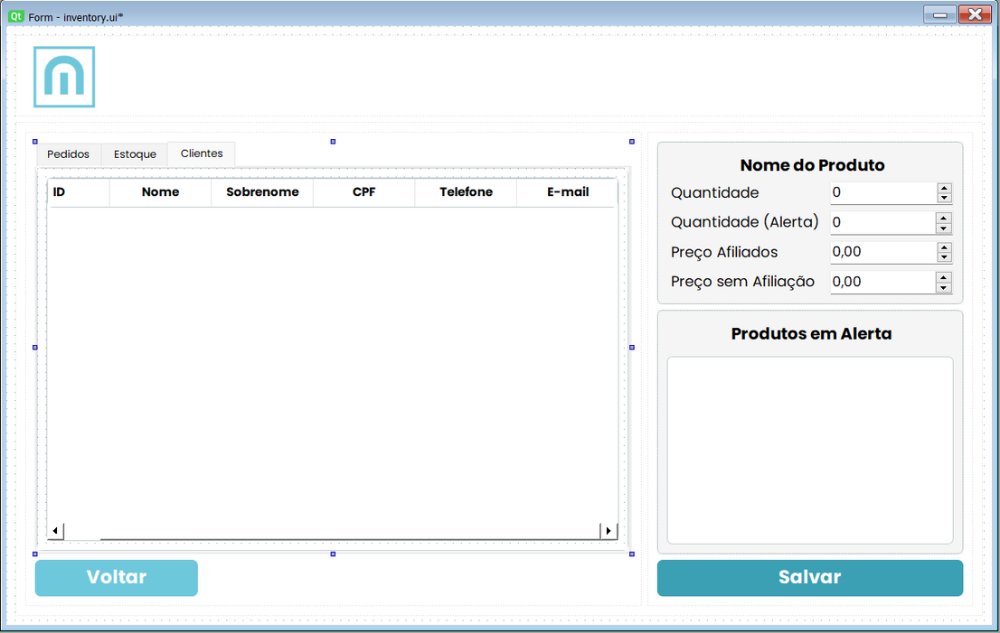 Qt Form - inventory.ui*
Pedidos Estoque Clientes
ID Nome Sobrenome CPF Telefone E-mail
Voltar
Nome do Produto
Quantidade 0
Quantidade (Alerta) 0
Preço Afiliados 0,00
Preço sem Afiliação 0,00
Produtos em Alerta
Salvar